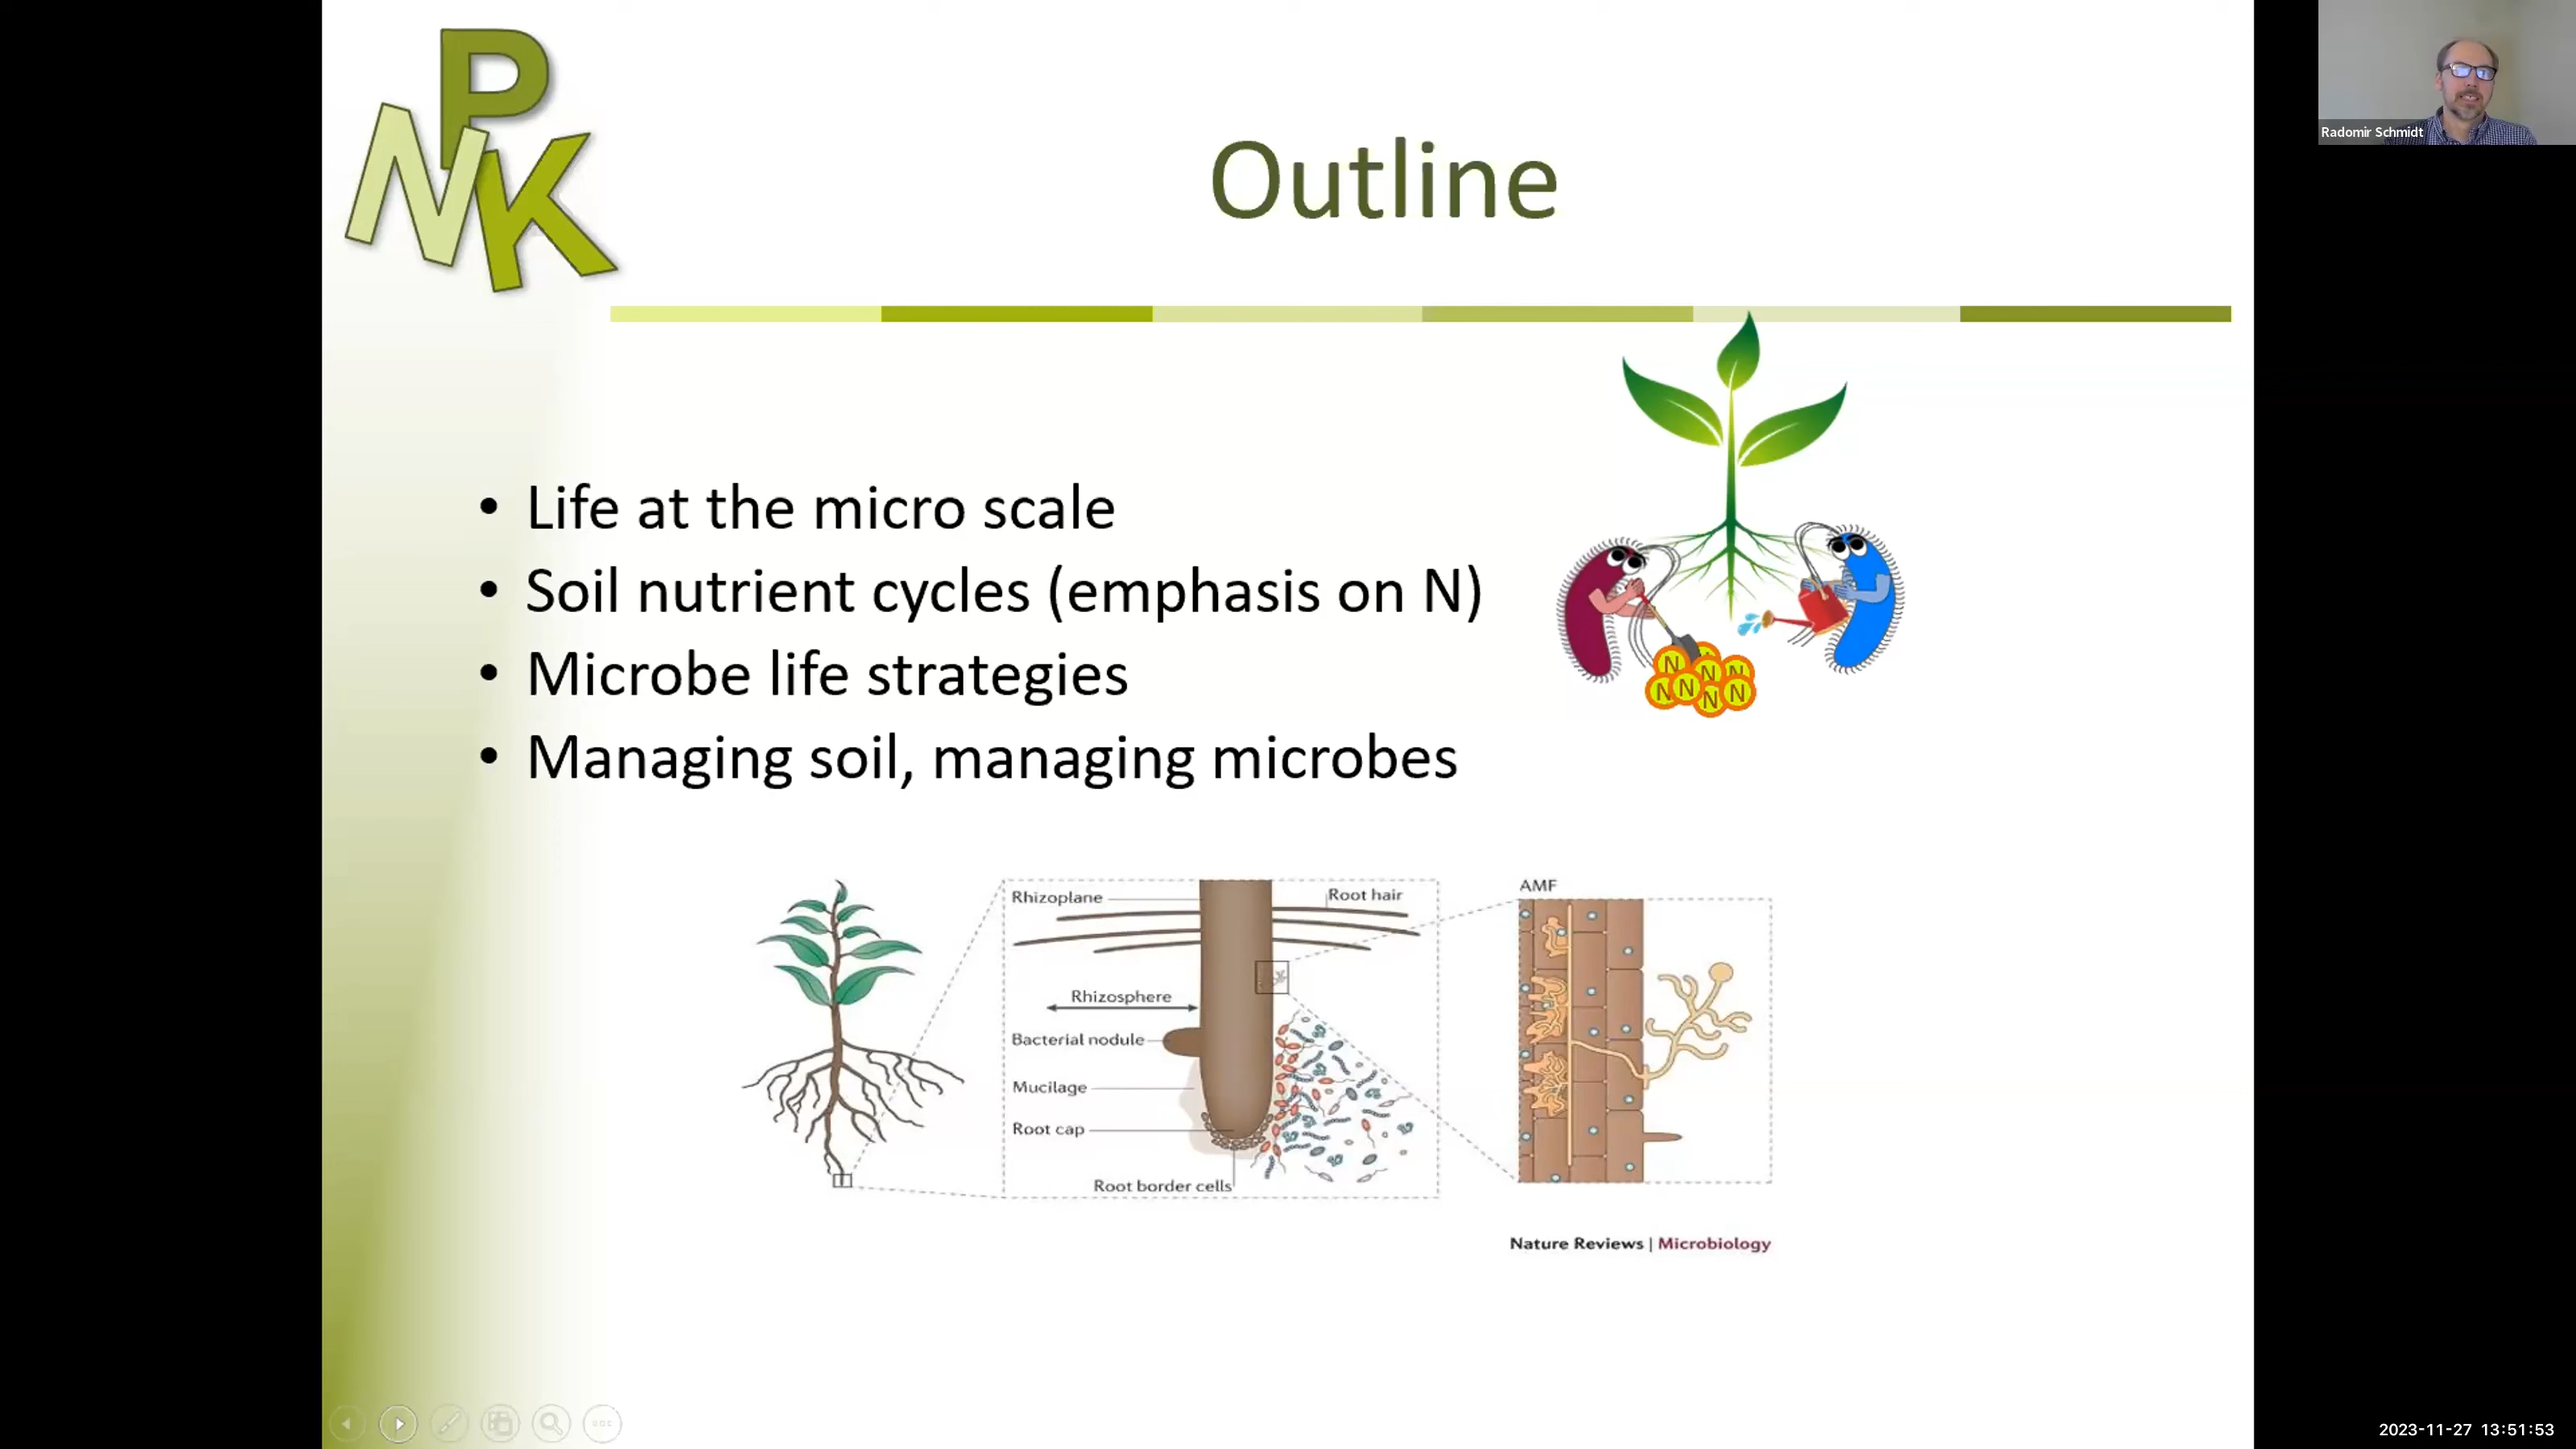 P
N K
Radomir Schmidt
Outline
• Life at the micro scale
• Soil nutrient cycles (emphasis on N)
• Microbe life strategies
• Managing soil, managing microbes
N N N
N N N N
Rhizoplane
Root hair
Rhizosphere
Bacterial nodule
Mucilage
Root cap
Root border cells
AMF
Nature Reviews | Microbiology
2023-11-27 13:51:53